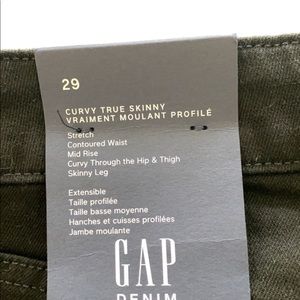 29
CURVY TRUE SKINNY
VRAIMENT MOULANT PROFILÉ
Stretch
Contoured Waist
Mid Rise
Curvy Through the Hip & Thigh
Skinny Leg
Extensible
Taille profilée
Taille basse moyenne
Hanches et cuisses profilées
Jambe moulante
GAP
DENIM